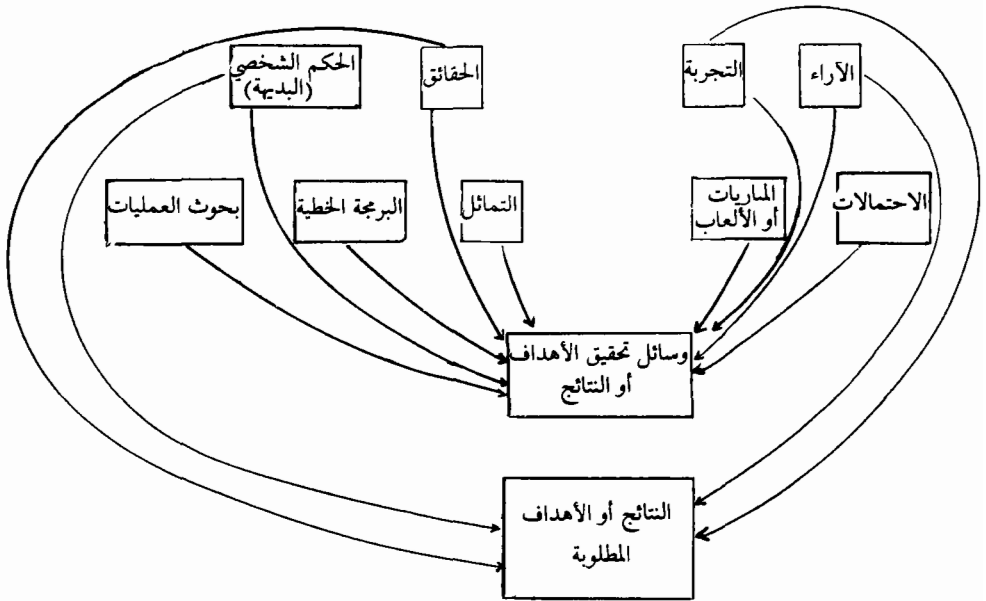 الآراء
التجربة
الحقائق
الحكم الشخصي
(البديهة)
الاحتمالات
المباريات
أو الألعاب
التماثل
البرمجة الخطية
بحوث العمليات
وسائل تحقيق الأهداف
أو النتائج
النتائج أو الأهداف
المطلوبة